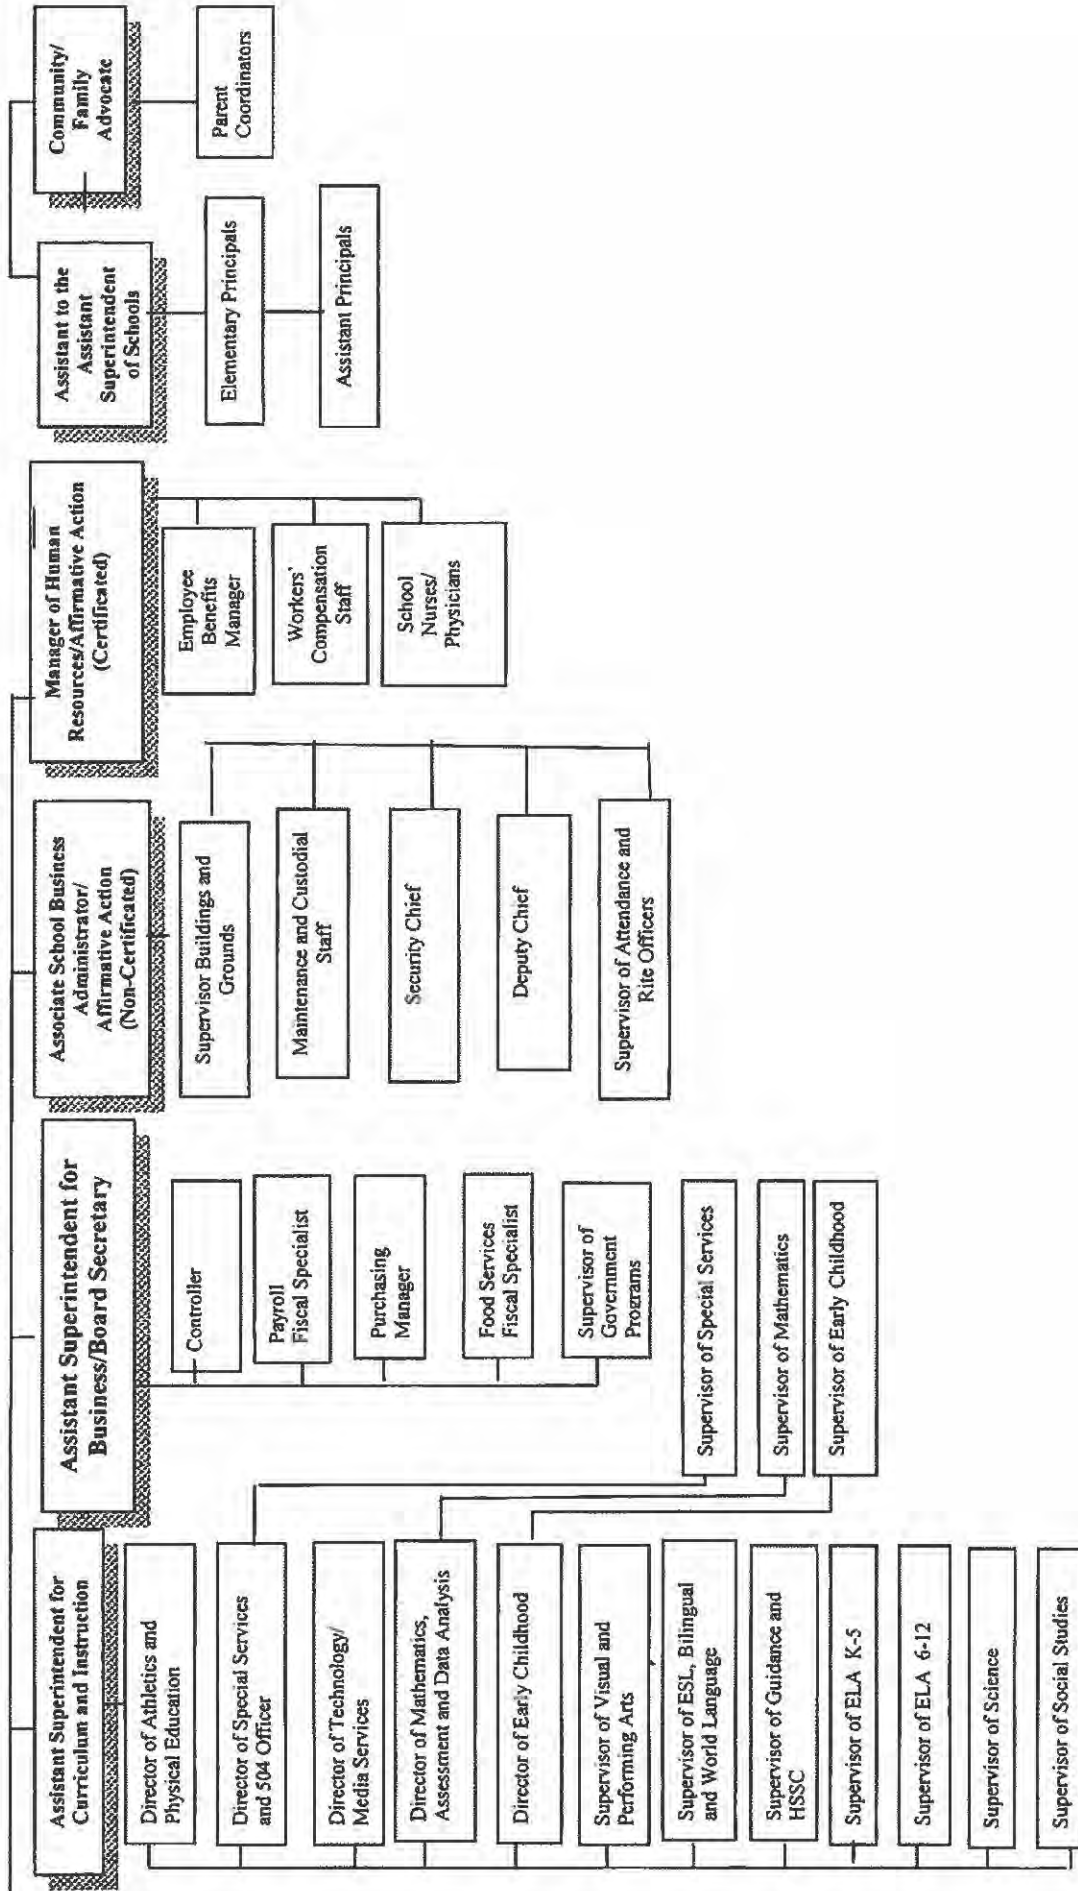 Assistant Superintendent for
Curriculum and Instruction
Director of Athletics and
Physical Education
Director of Special Services
and 504 Officer
Director of Technology/
Media Services
Director of Mathematics,
Assessment and Data Analysis
Director of Early Childhood
Supervisor of Visual and
Performing Arts
Supervisor of ESL, Bilingual
and World Language
Supervisor of Guidance and
HSSC
Supervisor of ELA K-5
Supervisor of ELA 6-12
Supervisor of Science
Supervisor of Social Studies
Supervisor of Special Services
Supervisor of Mathematics
Supervisor of Early Childhood
Assistant Superintendent for
Business/Board Secretary
Controller
Payroll
Fiscal Specialist
Purchasing
Manager
Food Services
Fiscal Specialist
Supervisor of
Government
Programs
Associate School Business
Administrator/
Affirmative Action
(Non-Certificated)
Supervisor Buildings and
Grounds
Maintenance and Custodial
Staff
Security Chief
Deputy Chief
Supervisor of Attendance and
Rite Officers
Manager of Human
Resources/Affirmative Action
(Certificated)
Employee
Benefits
Manager
Workers'
Compensation
Staff
School
Nurses/
Physicians
Assistant to the
Assistant
Superintendent
of Schools
Elementary Principals
Assistant Principals
Community/
Family
Advocate
Parent
Coordinators